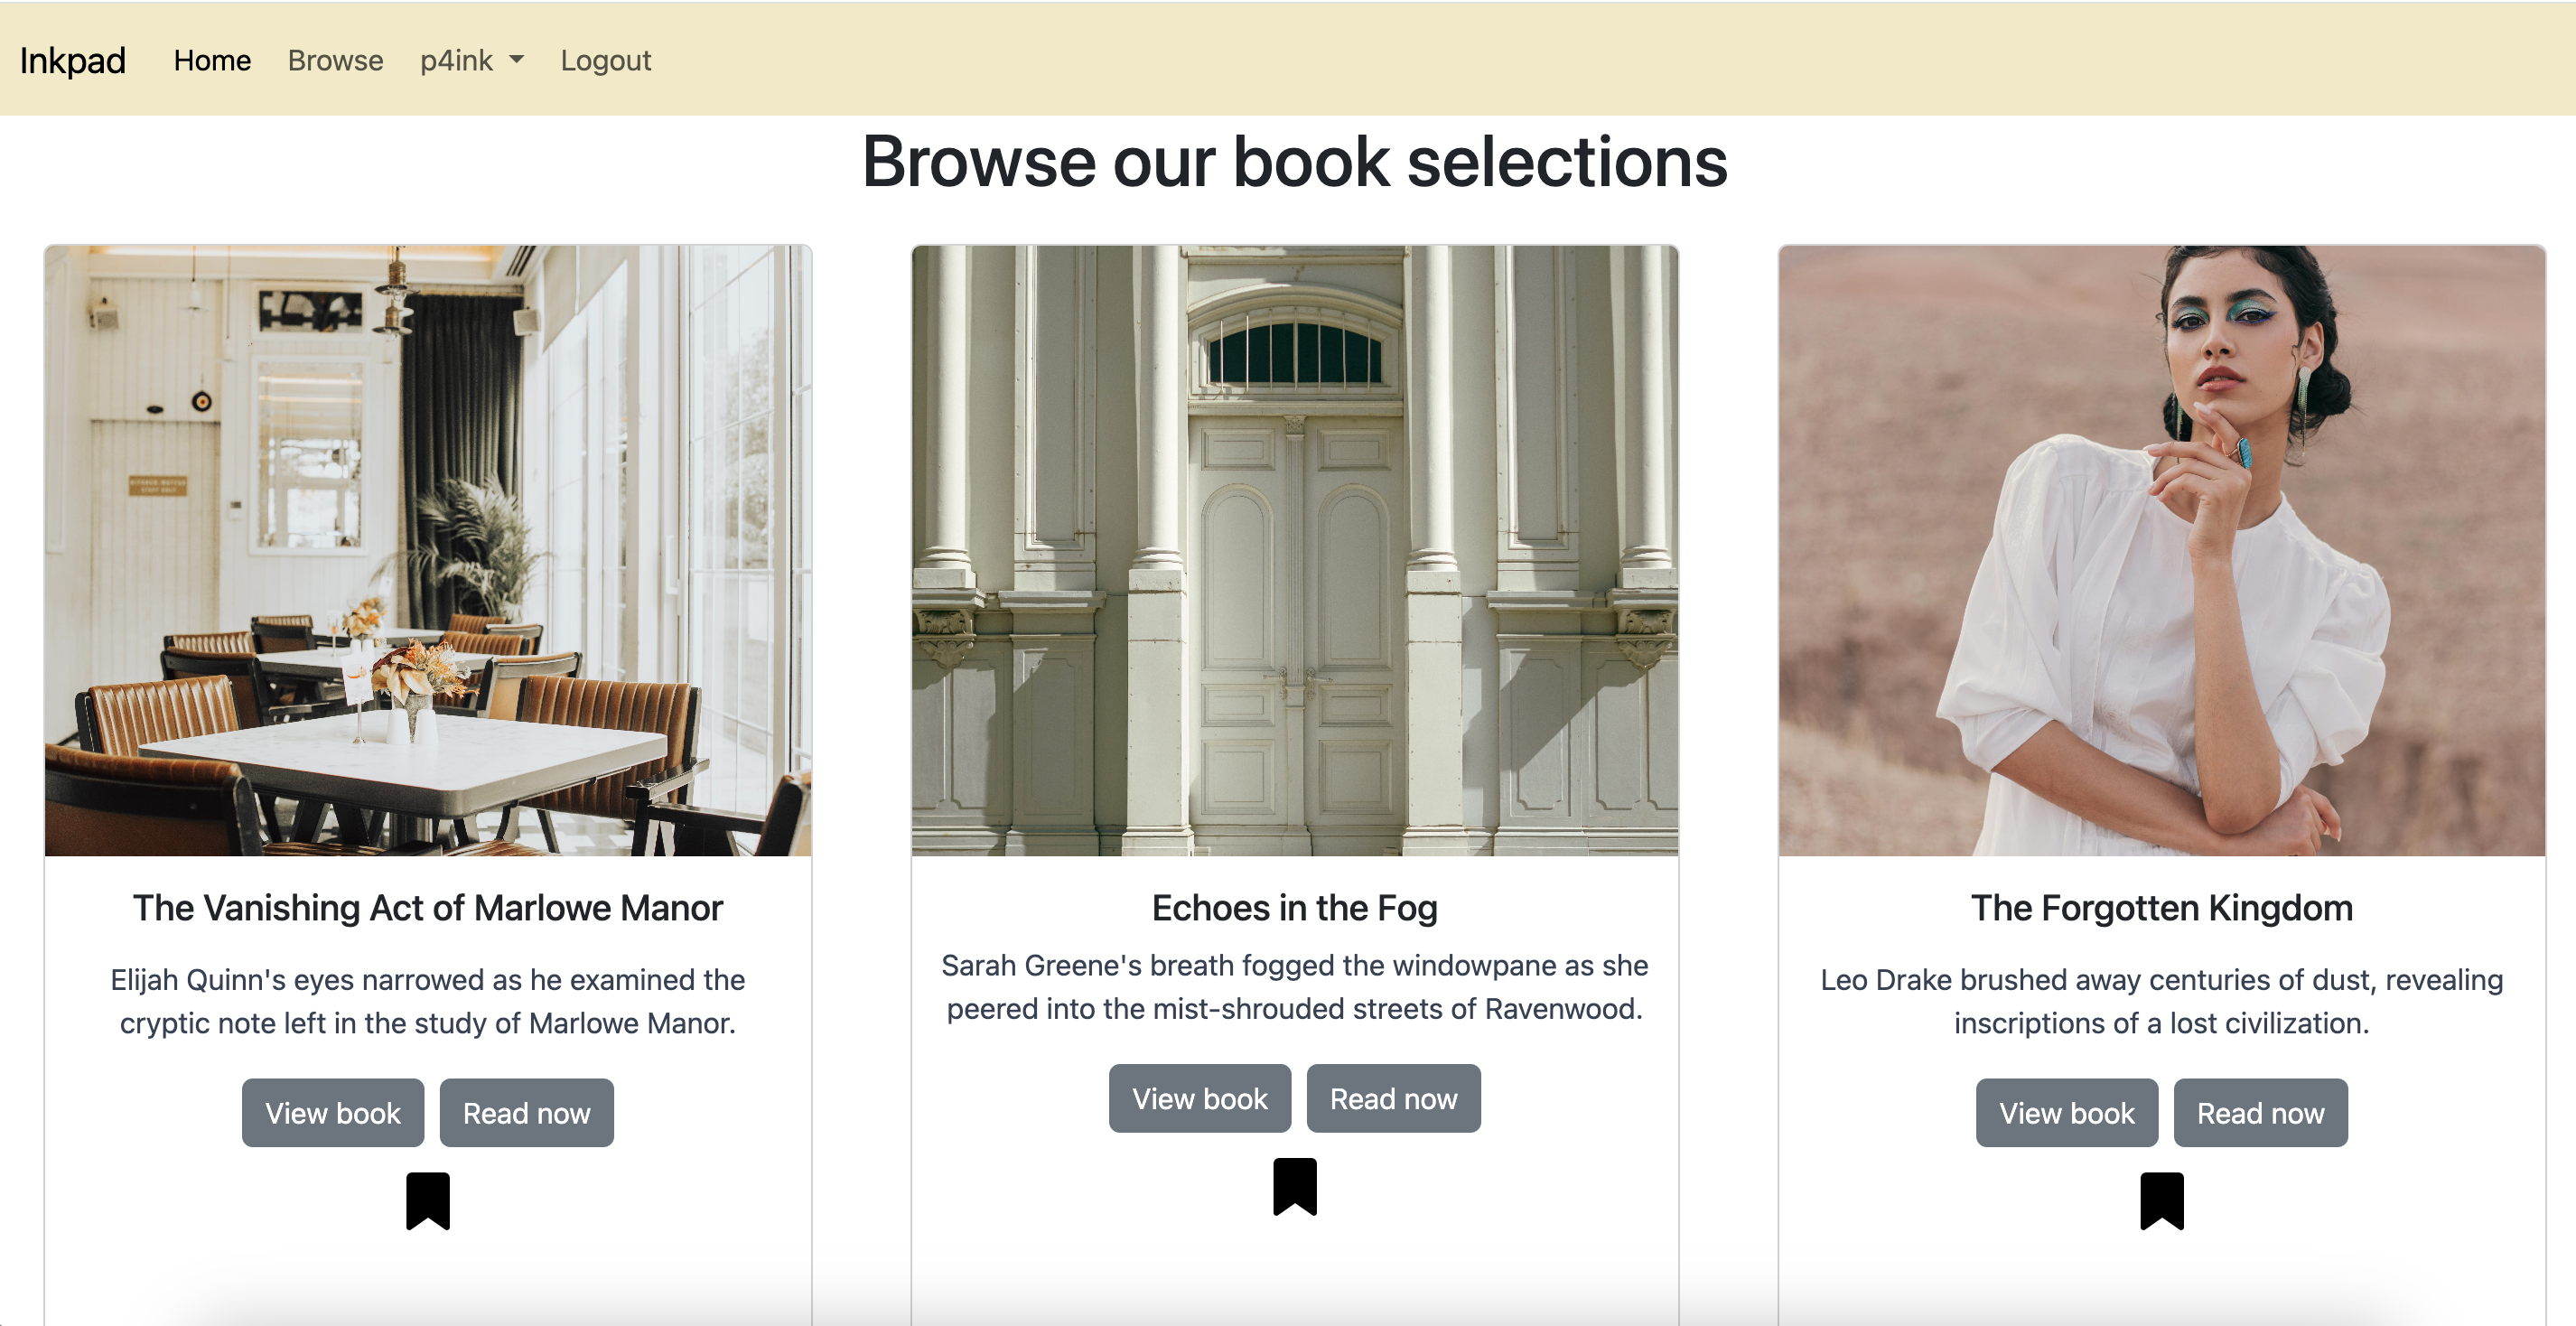 Inkpad Home Browse p4ink Logout
Browse our book selections
The Vanishing Act of Marlowe Manor
Elijah Quinn's eyes narrowed as he examined the
cryptic note left in the study of Marlowe Manor.
View book Read now
Echoes in the Fog
Sarah Greene's breath fogged the windowpane as she
peered into the mist-shrouded streets of Ravenwood.
View book Read now
The Forgotten Kingdom
Leo Drake brushed away centuries of dust, revealing
inscriptions of a lost civilization.
View book Read now